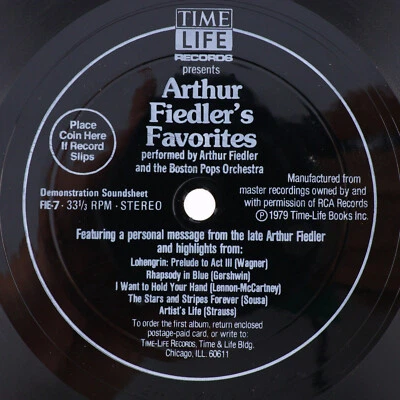 TIME
LIFE
RECORDS
presents
Arthur
Fiedler's
Favorites
performed by Arthur Fiedler
and the Boston Pops Orchestra
Place
Coin Here
If Record
Slips
Demonstration Soundsheet
FIE-7 · 33⅓ RPM · STEREO
Manufactured from
master recordings owned by and
with permission of RCA Records
Ⓟ 1979 Time-Life Books Inc.
Featuring a personal message from the late Arthur Fiedler
and highlights from:
Lohengrin: Prelude to Act III (Wagner)
Rhapsody in Blue (Gershwin)
I Want to Hold Your Hand (Lennon-McCartney)
The Stars and Stripes Forever (Sousa)
Artist's Life (Strauss)
To order the first album, return enclosed
postage-paid card, or write to:
TIME-LIFE RECORDS, Time & Life Bldg.
Chicago, ILL. 60611